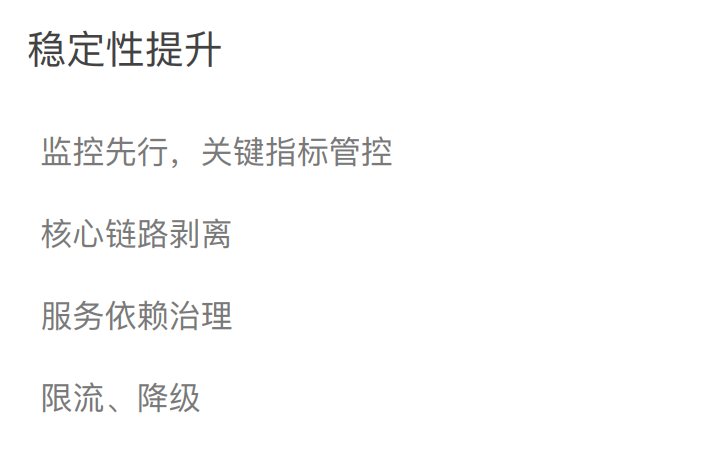 稳定性提升
监控先行，关键指标管控
核心链路剥离
服务依赖治理
限流、降级